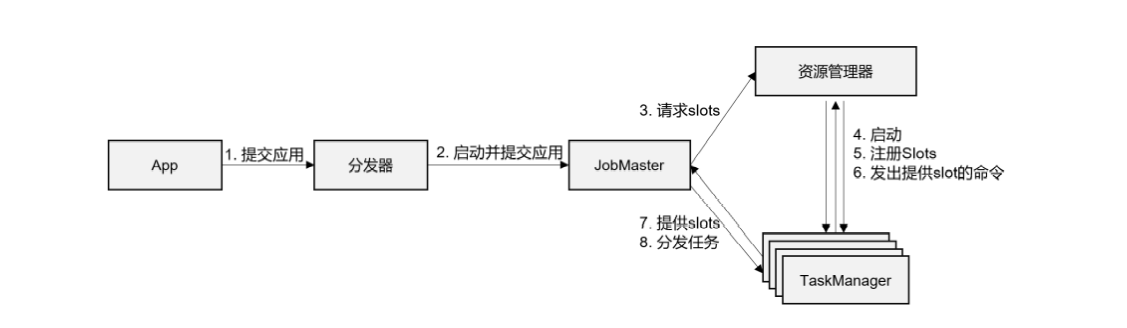 资源管理器
3. 请求slots
4. 启动
5. 注册Slots
6. 发出提供slot的命令
App
1. 提交应用
分发器
2. 启动并提交应用
JobMaster
7. 提供slots
8. 分发任务
TaskManager